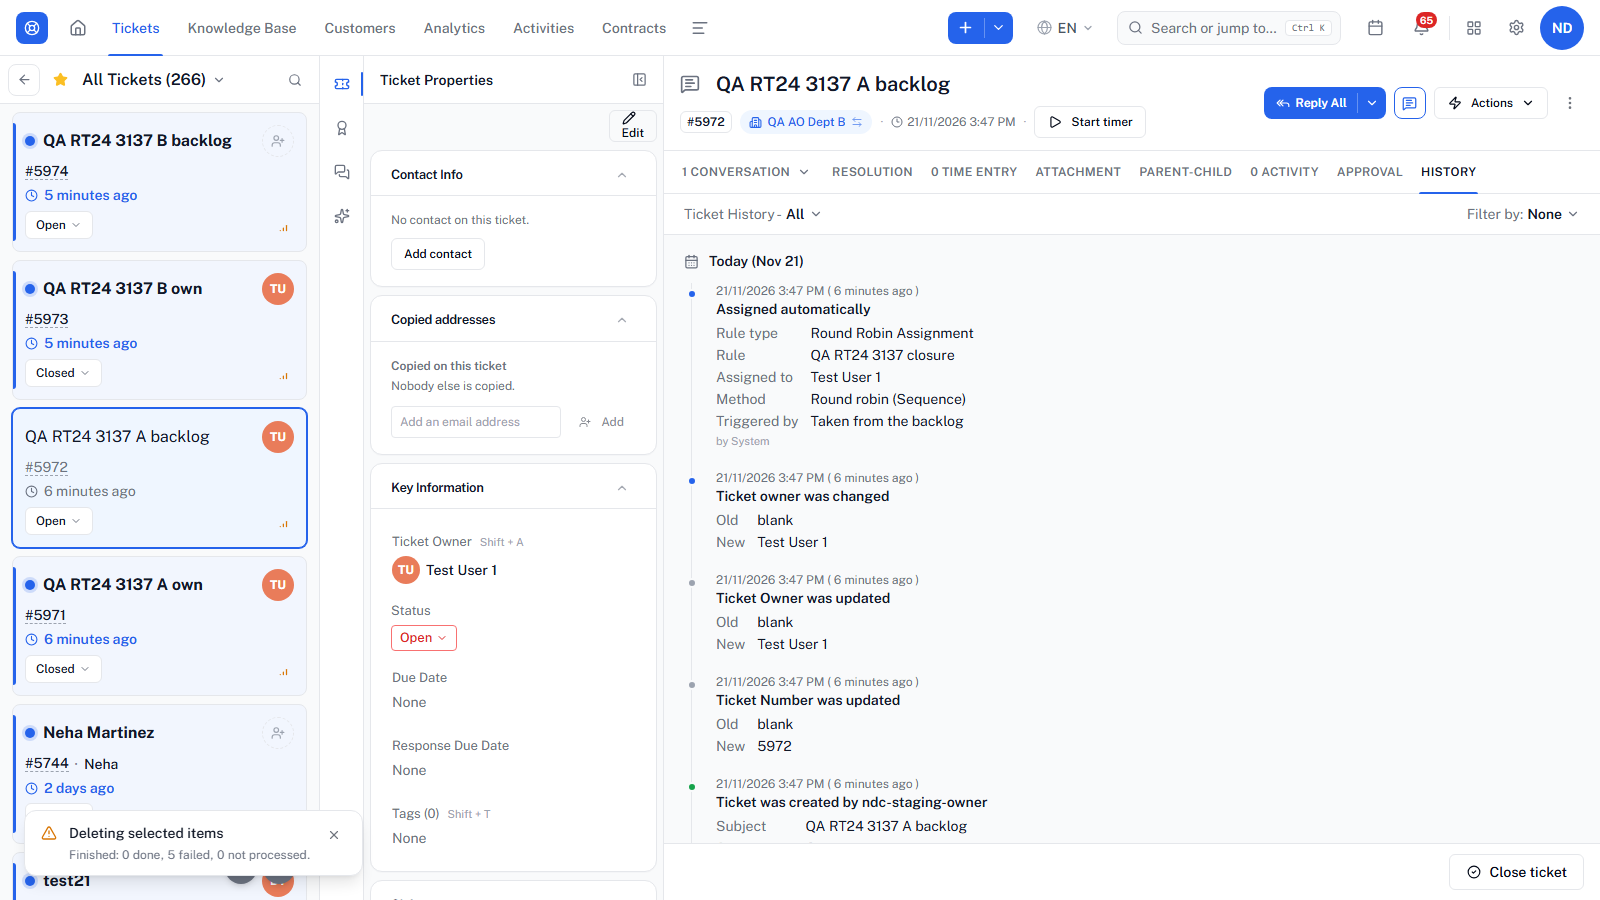 Tickets
Knowledge Base
Customers
Analytics
Activities
Contracts
EN
Search or jump to...
Ctrl K
65
ND
All Tickets (266)
QA RT24 3137 B backlog
#5974
5 minutes ago
Open
QA RT24 3137 B own
TU
#5973
5 minutes ago
Closed
QA RT24 3137 A backlog
TU
#5972
6 minutes ago
Open
QA RT24 3137 A own
TU
#5971
6 minutes ago
Closed
Neha Martinez
#5744 · Neha
2 days ago
test21
Deleting selected items
Finished: 0 done, 5 failed, 0 not processed.
Ticket Properties
Edit
Contact Info
No contact on this ticket.
Add contact
Copied addresses
Copied on this ticket
Nobody else is copied.
Add an email address
Add
Key Information
Ticket Owner Shift + A
TU Test User 1
Status
Open
Due Date
None
Response Due Date
None
Tags (0) Shift + T
None
QA RT24 3137 A backlog
#5972
QA AO Dept B
· 21/11/2026 3:47 PM ·
Start timer
Reply All
Actions
1 CONVERSATION
RESOLUTION
0 TIME ENTRY
ATTACHMENT
PARENT-CHILD
0 ACTIVITY
APPROVAL
HISTORY
Ticket History - All
Filter by: None
Today (Nov 21)
21/11/2026 3:47 PM ( 6 minutes ago )
Assigned automatically
Rule type Round Robin Assignment
Rule QA RT24 3137 closure
Assigned to Test User 1
Method Round robin (Sequence)
Triggered by Taken from the backlog
by System
21/11/2026 3:47 PM ( 6 minutes ago )
Ticket owner was changed
Old blank
New Test User 1
21/11/2026 3:47 PM ( 6 minutes ago )
Ticket Owner was updated
Old blank
New Test User 1
21/11/2026 3:47 PM ( 6 minutes ago )
Ticket Number was updated
Old blank
New 5972
21/11/2026 3:47 PM ( 6 minutes ago )
Ticket was created by ndc-staging-owner
Subject QA RT24 3137 A backlog
Close ticket